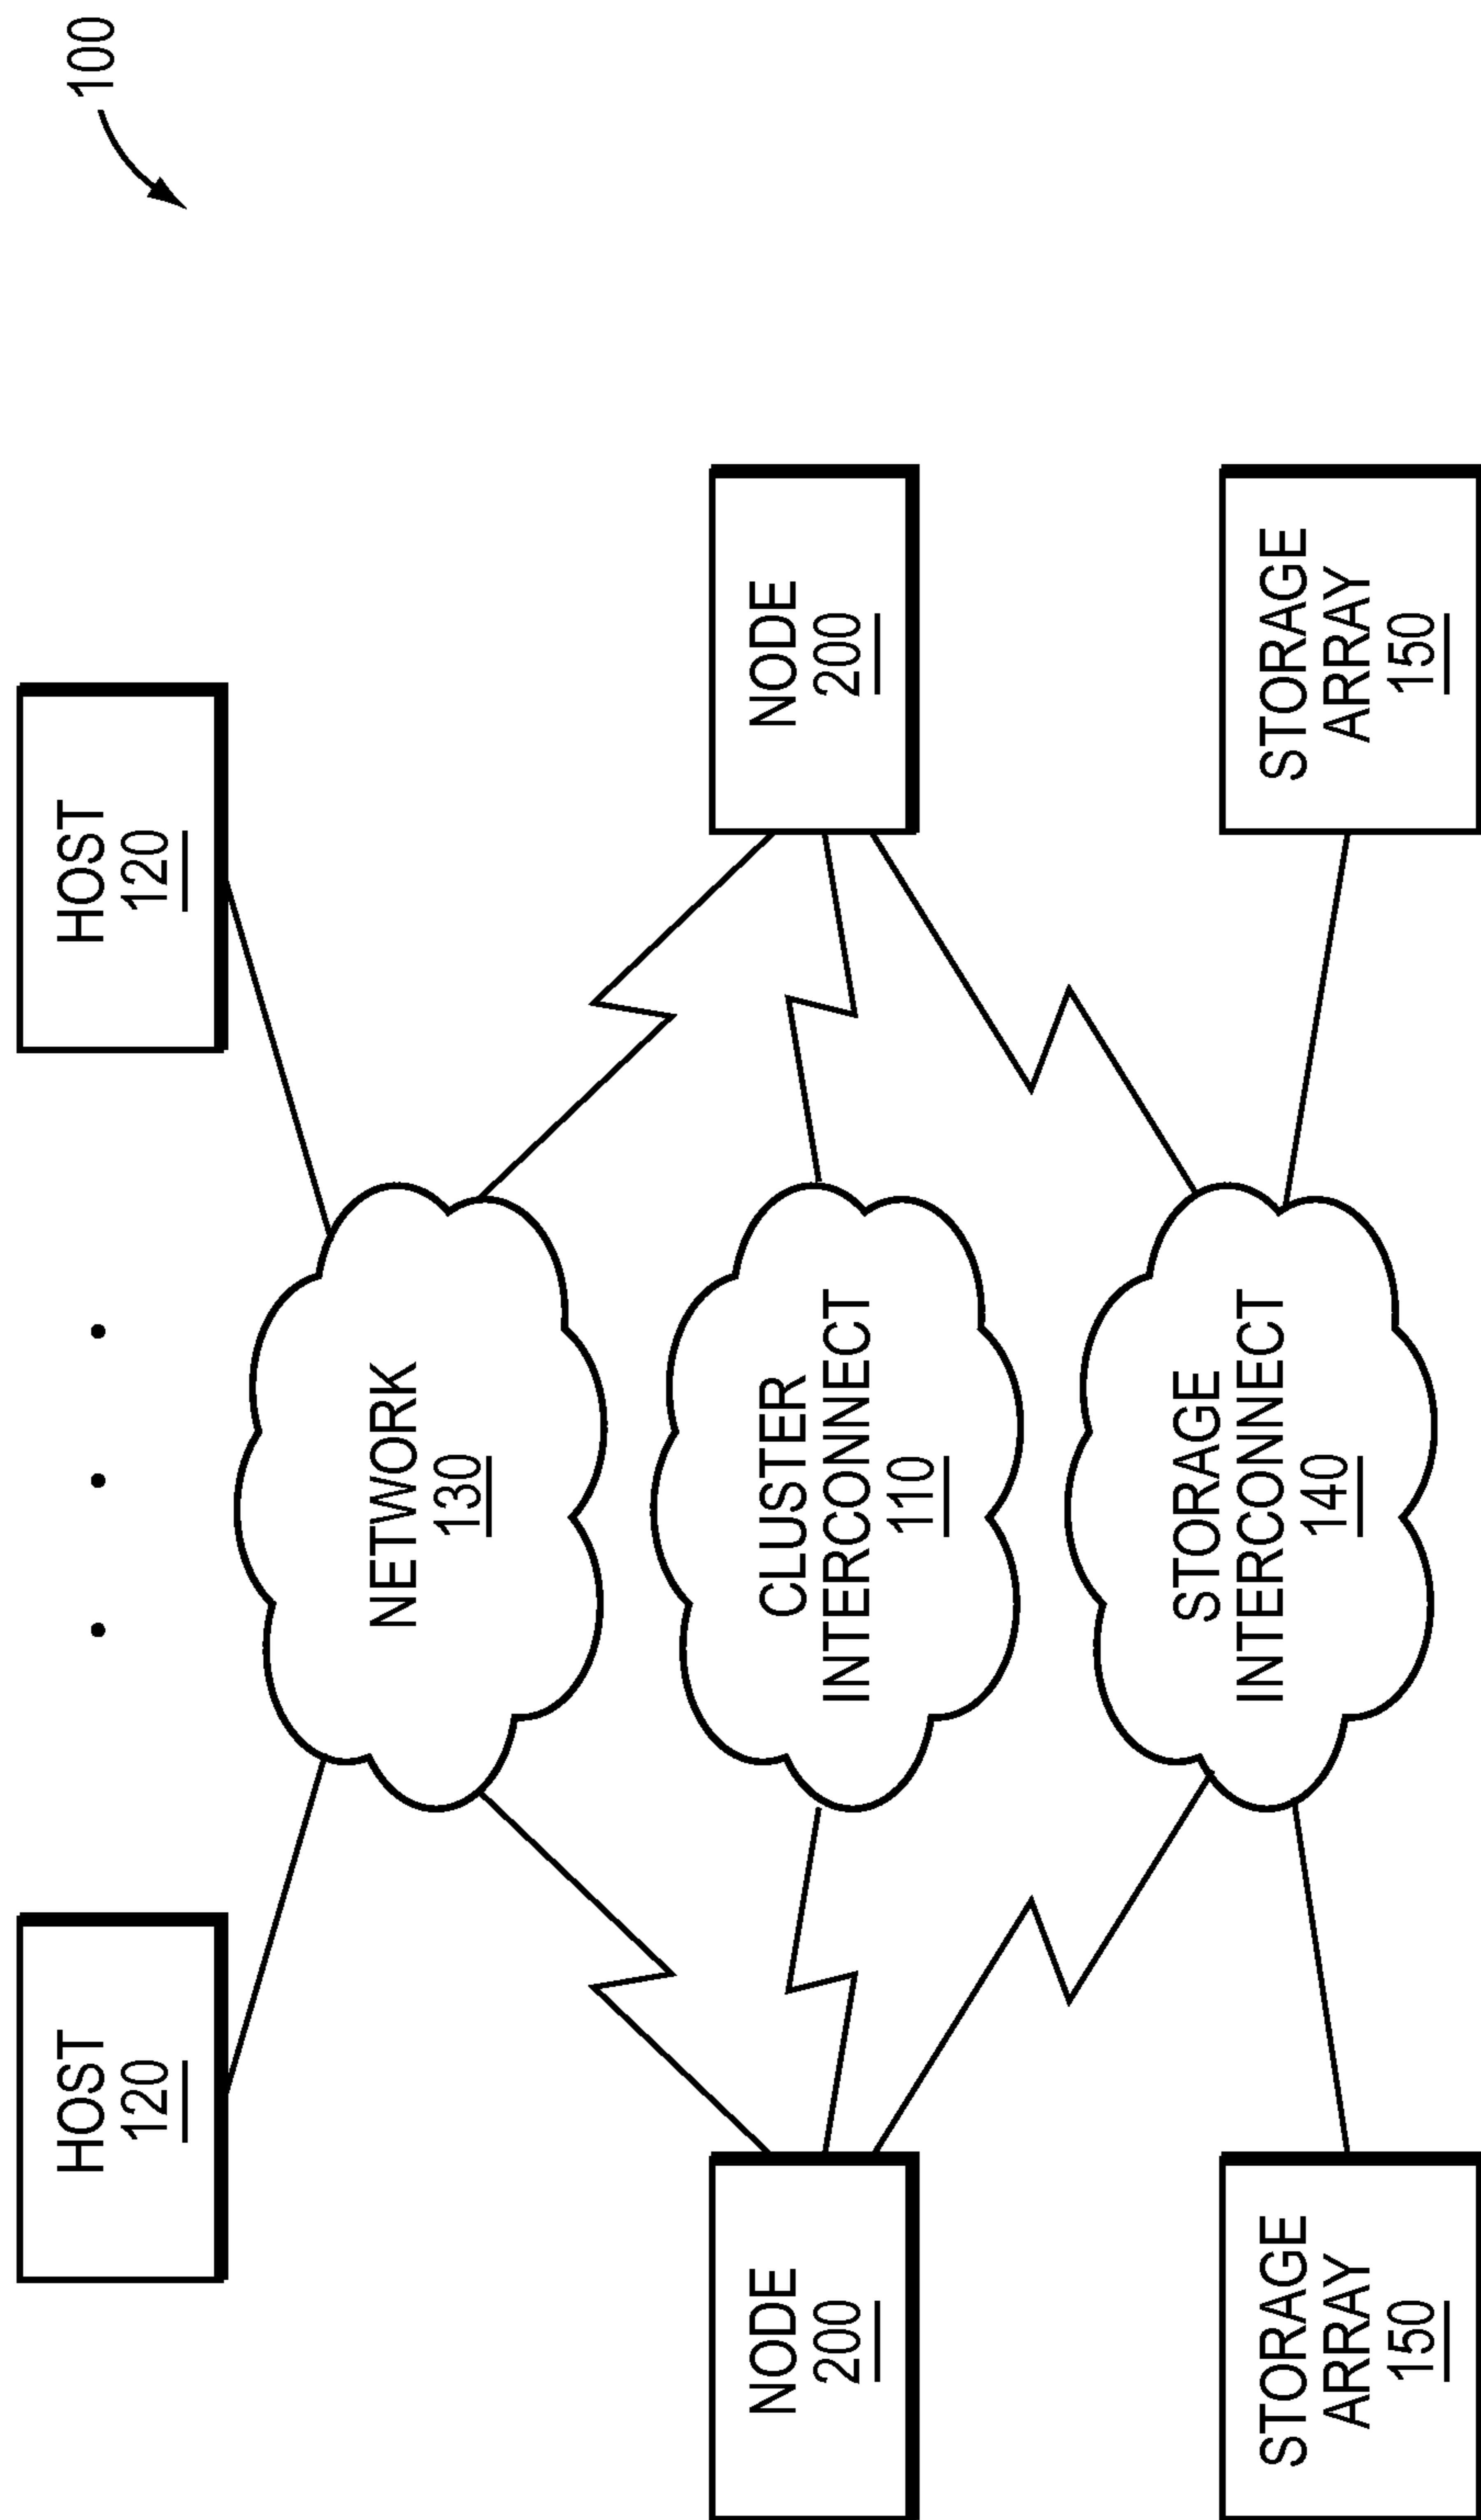 100
HOST
120
HOST
120
NETWORK
130
NODE
200
CLUSTER
INTERCONNECT
110
NODE
200
STORAGE
ARRAY
150
STORAGE
INTERCONNECT
140
STORAGE
ARRAY
150